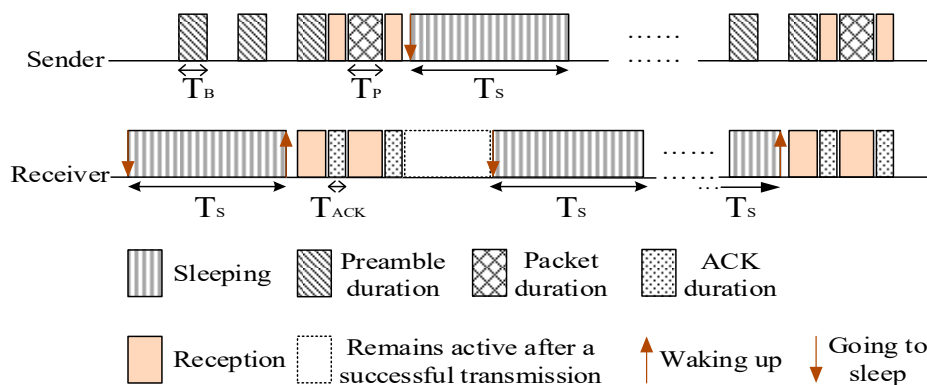 Sender
...... ......
TB
TP
TS
Receiver
...... ......
TS
TACK
TS
...
TS
Sleeping
Preamble
duration
Packet
duration
ACK
duration
Reception
Remains active after a
successful transmission
Waking up
Going to
sleep